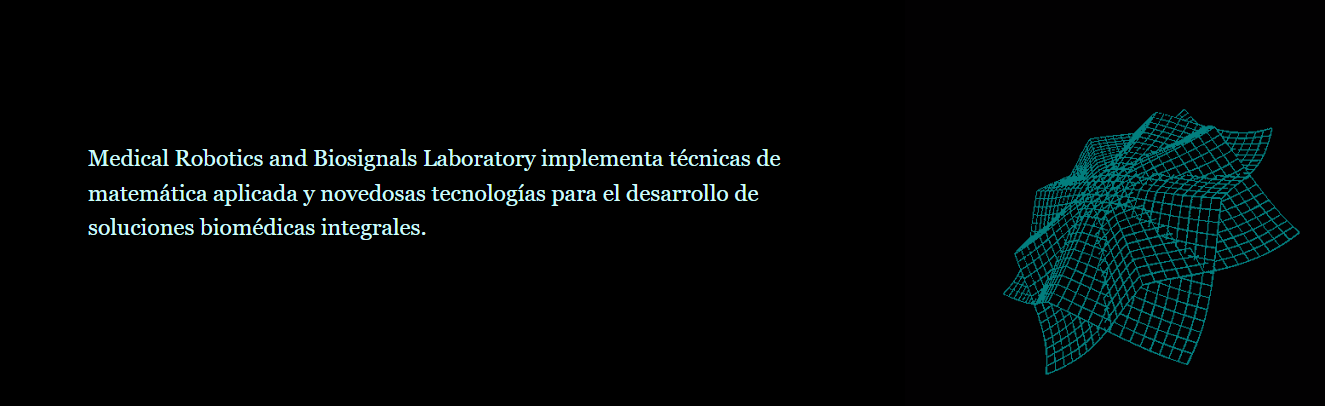 Medical Robotics and Biosignals Laboratory implementa técnicas de
matemática aplicada y novedosas tecnologías para el desarrollo de
soluciones biomédicas integrales.